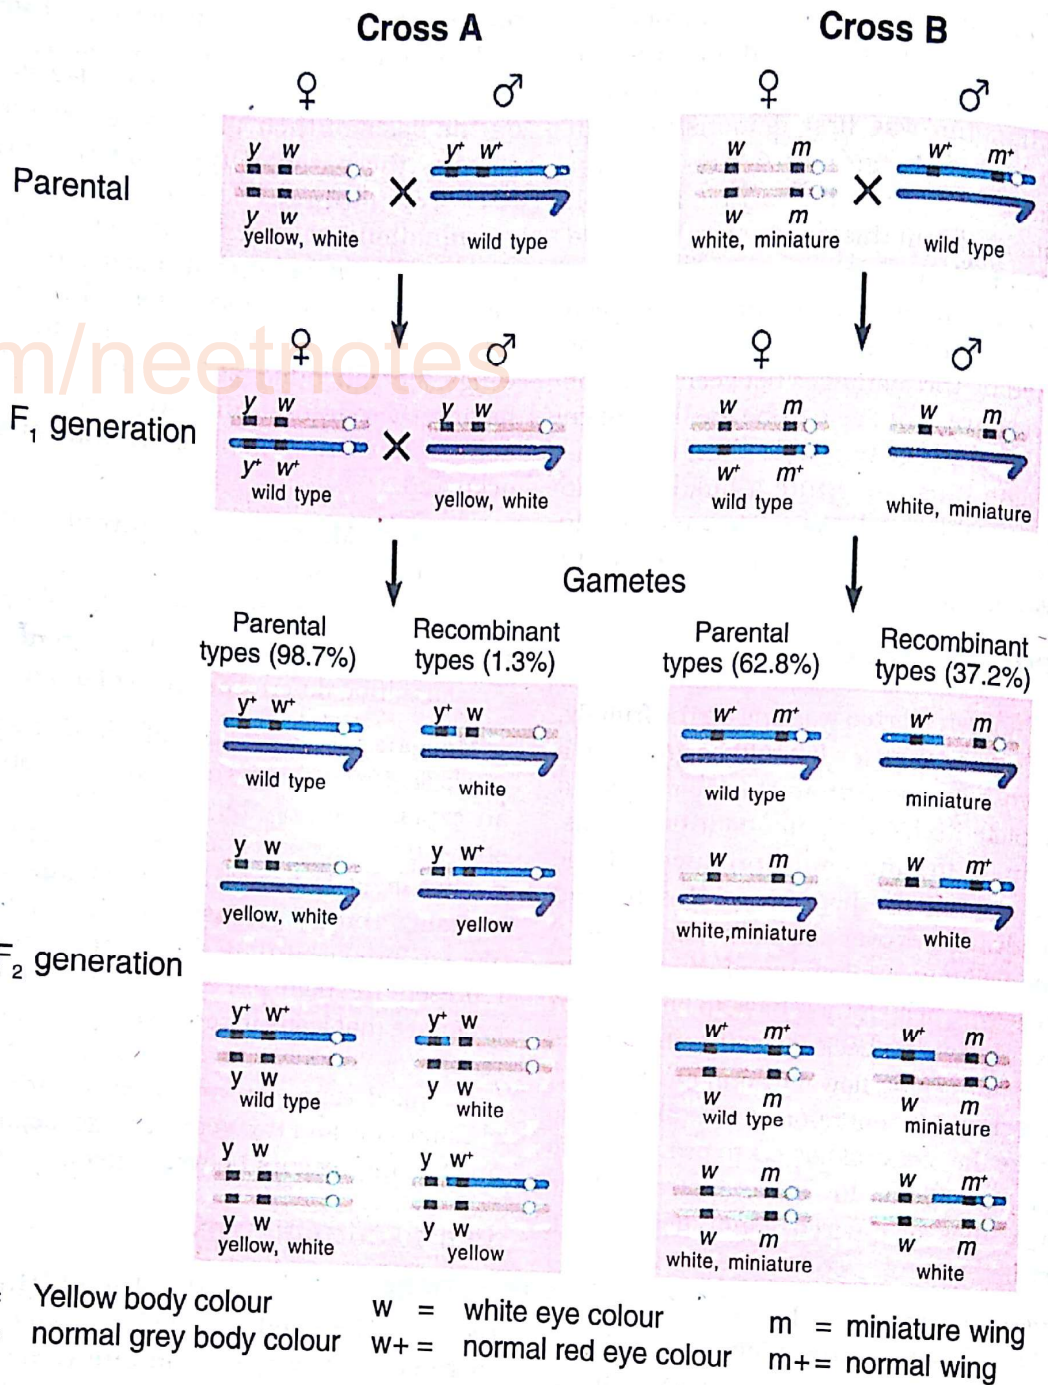 Cross A Cross B
♀ ♂ ♀ ♂
y w y+ w+ w m w+ m+
Parental × ×
y w w m
yellow, white wild type white, miniature wild type
m/neetnotes
♀ ♂ ♀ ♂
y w y w w m w m
F1 generation ×
y+ w+ w+ m+
wild type yellow, white wild type white, miniature
Gametes
Parental types (98.7%)
Recombinant types (1.3%)
Parental types (62.8%)
Recombinant types (37.2%)
y+ w+ y+ w w+ m+ w+ m
wild type white wild type miniature
y w y w+ w m w m+
yellow, white yellow white,miniature white
F2 generation
y+ w+ y+ w w+ m+ w+ m
y w y w w m w m
wild type white wild type miniature
y w y w+ w m w m+
y w y w w m w m
yellow, white yellow white, miniature white
= Yellow body colour w = white eye colour m = miniature wing
normal grey body colour w+ = normal red eye colour m+ = normal wing